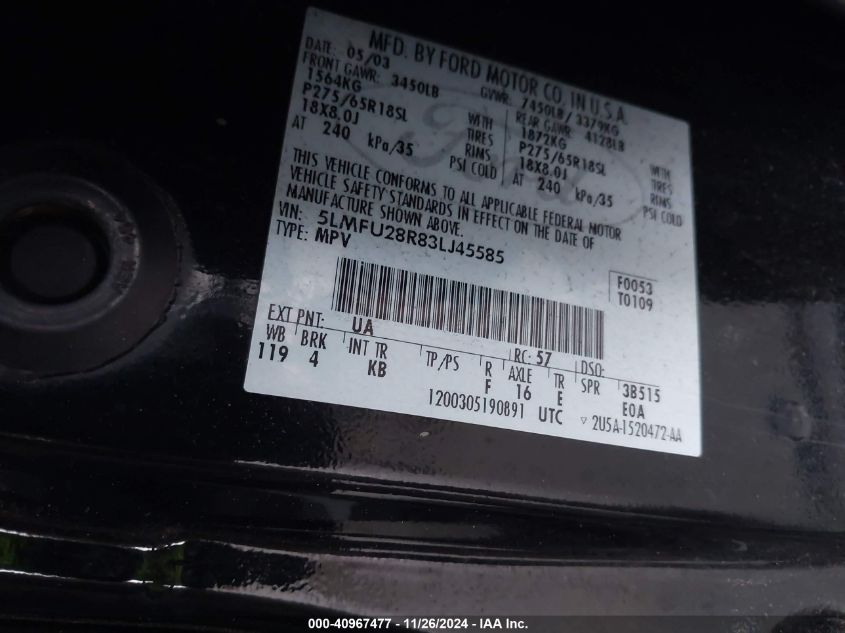 MFD. BY FORD MOTOR CO. IN U.S.A.
DATE: 05/03 GVWR: 7450LB / 3379KG
FRONT GAWR: 3450LB REAR GAWR: 4128LB
1564KG WITH 1872KG WITH
P275/65R18SL TIRES P275/65R18SL TIRES
18X8.0J RIMS 18X8.0J RIMS
AT 240 kPa/35 PSI COLD AT 240 kPa/35 PSI COLD
THIS VEHICLE CONFORMS TO ALL APPLICABLE FEDERAL MOTOR
VEHICLE SAFETY STANDARDS IN EFFECT ON THE DATE OF
MANUFACTURE SHOWN ABOVE.
VIN: 5LMFU28R83LJ45585
TYPE: MPV
F0053
T0109
EXT PNT: UA RC: 57 DSO:
WB BRK INT TR TP/PS R AXLE TR SPR 3B515
119 4 KB F 16 E E0A
1200305190891 UTC ▽ 2U5A-1520472-AA
000-40967477 - 11/26/2024 - IAA Inc.